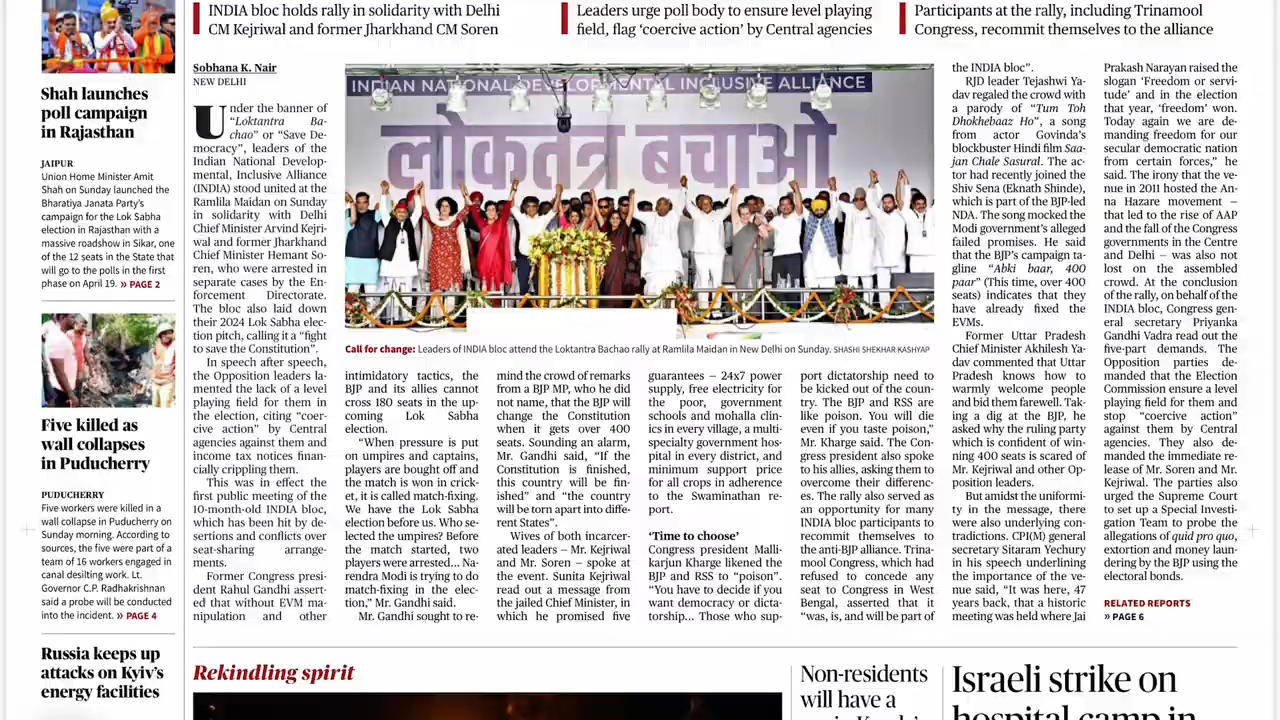 INDIA bloc holds rally in solidarity with Delhi
CM Kejriwal and former Jharkhand CM Soren
Leaders urge poll body to ensure level playing
field, flag ‘coercive action’ by Central agencies
Participants at the rally, including Trinamool
Congress, recommit themselves to the alliance
Shah launches
poll campaign
in Rajasthan
JAIPUR
Union Home Minister Amit
Shah on Sunday launched the
Bharatiya Janata Party’s
campaign for the Lok Sabha
election in Rajasthan with a
massive roadshow in Sikar, one
of the 12 seats in the State that
will go to the polls in the first
phase on April 19. » PAGE 2
Five killed as
wall collapses
in Puducherry
PUDUCHERRY
Five workers were killed in a
wall collapse in Puducherry on
Sunday morning. According to
sources, the five were part of a
team of 16 workers engaged in
canal desilting work. Lt.
Governor C.P. Radhakrishnan
said a probe will be conducted
into the incident. » PAGE 4
Russia keeps up
attacks on Kyiv’s
energy facilities
Sobhana K. Nair
NEW DELHI
Under the banner of
“Loktantra Ba-
chao” or “Save De-
mocracy”, leaders of the
Indian National Develop-
mental, Inclusive Alliance
(INDIA) stood united at the
Ramlila Maidan on Sunday
in solidarity with Delhi
Chief Minister Arvind Kejri-
wal and former Jharkhand
Chief Minister Hemant So-
ren, who were arrested in
separate cases by the En-
forcement Directorate.
The bloc also laid down
their 2024 Lok Sabha elec-
tion pitch, calling it a “fight
to save the Constitution”.
In speech after speech,
the Opposition leaders la-
mented the lack of a level
playing field for them in
the election, citing “coer-
cive action” by Central
agencies against them and
income tax notices finan-
cially crippling them.
This was in effect the
first public meeting of the
10-month-old INDIA bloc,
which has been hit by de-
sertions and conflicts over
seat-sharing arrange-
ments.
Former Congress presi-
dent Rahul Gandhi assert-
ed that without EVM ma-
nipulation and other
INDIAN NATIONAL DEVELOPMENTAL INCLUSIVE ALLIANCE
लोकतंत्र बचाओ
Call for change: Leaders of INDIA bloc attend the Loktantra Bachao rally at Ramlila Maidan in New Delhi on Sunday. SHASHI SHEKHAR KASHYAP
intimidatory tactics, the
BJP and its allies cannot
cross 180 seats in the up-
coming Lok Sabha
election.
“When pressure is put
on umpires and captains,
players are bought off and
the match is won in crick-
et, it is called match-fixing.
We have the Lok Sabha
election before us. Who se-
lected the umpires? Before
the match started, two
players were arrested... Na-
rendra Modi is trying to do
match-fixing in the elec-
tion,” Mr. Gandhi said.
Mr. Gandhi sought to re-
mind the crowd of remarks
from a BJP MP, who he did
not name, that the BJP will
change the Constitution
when it gets over 400
seats. Sounding an alarm,
Mr. Gandhi said, “If the
Constitution is finished,
this country will be fin-
ished” and “the country
will be torn apart into diffe-
rent States”.
Wives of both incarcer-
ated leaders – Mr. Kejriwal
and Mr. Soren – spoke at
the event. Sunita Kejriwal
read out a message from
the jailed Chief Minister, in
which he promised five
guarantees – 24x7 power
supply, free electricity for
the poor, government
schools and mohalla clin-
ics in every village, a multi-
specialty government hos-
pital in every district, and
minimum support price
for all crops in adherence
to the Swaminathan re-
port.
‘Time to choose’
Congress president Malli-
karjun Kharge likened the
BJP and RSS to “poison”.
“You have to decide if you
want democracy or dicta-
torship... Those who sup-
port dictatorship need to
be kicked out of the coun-
try. The BJP and RSS are
like poison. You will die
even if you taste poison,”
Mr. Kharge said. The Con-
gress president also spoke
to his allies, asking them to
overcome their differenc-
es. The rally also served as
an opportunity for many
INDIA bloc participants to
recommit themselves to
the anti-BJP alliance. Trina-
mool Congress, which had
refused to concede any
seat to Congress in West
Bengal, asserted that it
“was, is, and will be part of
the INDIA bloc”.
RJD leader Tejashwi Ya-
dav regaled the crowd with
a parody of “Tum Toh
Dhokhebaaz Ho”, a song
from actor Govinda’s
blockbuster Hindi film Saa-
jan Chale Sasural. The ac-
tor had recently joined the
Shiv Sena (Eknath Shinde),
which is part of the BJP-led
NDA. The song mocked the
Modi government’s alleged
failed promises. He said
that the BJP’s campaign ta-
gline “Abki baar, 400
paar” (This time, over 400
seats) indicates that they
have already fixed the
EVMs.
Former Uttar Pradesh
Chief Minister Akhilesh Ya-
dav commented that Uttar
Pradesh knows how to
warmly welcome people
and bid them farewell. Tak-
ing a dig at the BJP, he
asked why the ruling party
which is confident of win-
ning 400 seats is scared of
Mr. Kejriwal and other Op-
position leaders.
But amidst the uniformi-
ty in the message, there
were also underlying con-
tradictions. CPI(M) general
secretary Sitaram Yechury
in his speech underlining
the importance of the ve-
nue said, “It was here, 47
years back, that a historic
meeting was held where Jai
Prakash Narayan raised the
slogan ‘Freedom or servi-
tude’ and in the election
that year, ‘freedom’ won.
Today again we are de-
manding freedom for our
secular democratic nation
from certain forces,” he
said. The irony that the ve-
nue in 2011 hosted the An-
na Hazare movement –
that led to the rise of AAP
and the fall of the Congress
governments in the Centre
and Delhi – was also not
lost on the assembled
crowd. At the conclusion
of the rally, on behalf of the
INDIA bloc, Congress gen-
eral secretary Priyanka
Gandhi Vadra read out the
five-part demands. The
Opposition parties de-
manded that the Election
Commission ensure a level
playing field for them and
stop “coercive action”
against them by Central
agencies. They also de-
manded the immediate re-
lease of Mr. Soren and Mr.
Kejriwal. The parties also
urged the Supreme Court
to set up a Special Investi-
gation Team to probe the
allegations of quid pro quo,
extortion and money laun-
dering by the BJP using the
electoral bonds.
RELATED REPORTS
» PAGE 6
Rekindling spirit
Non-residents
will have a
Israeli strike on
hospital camp in